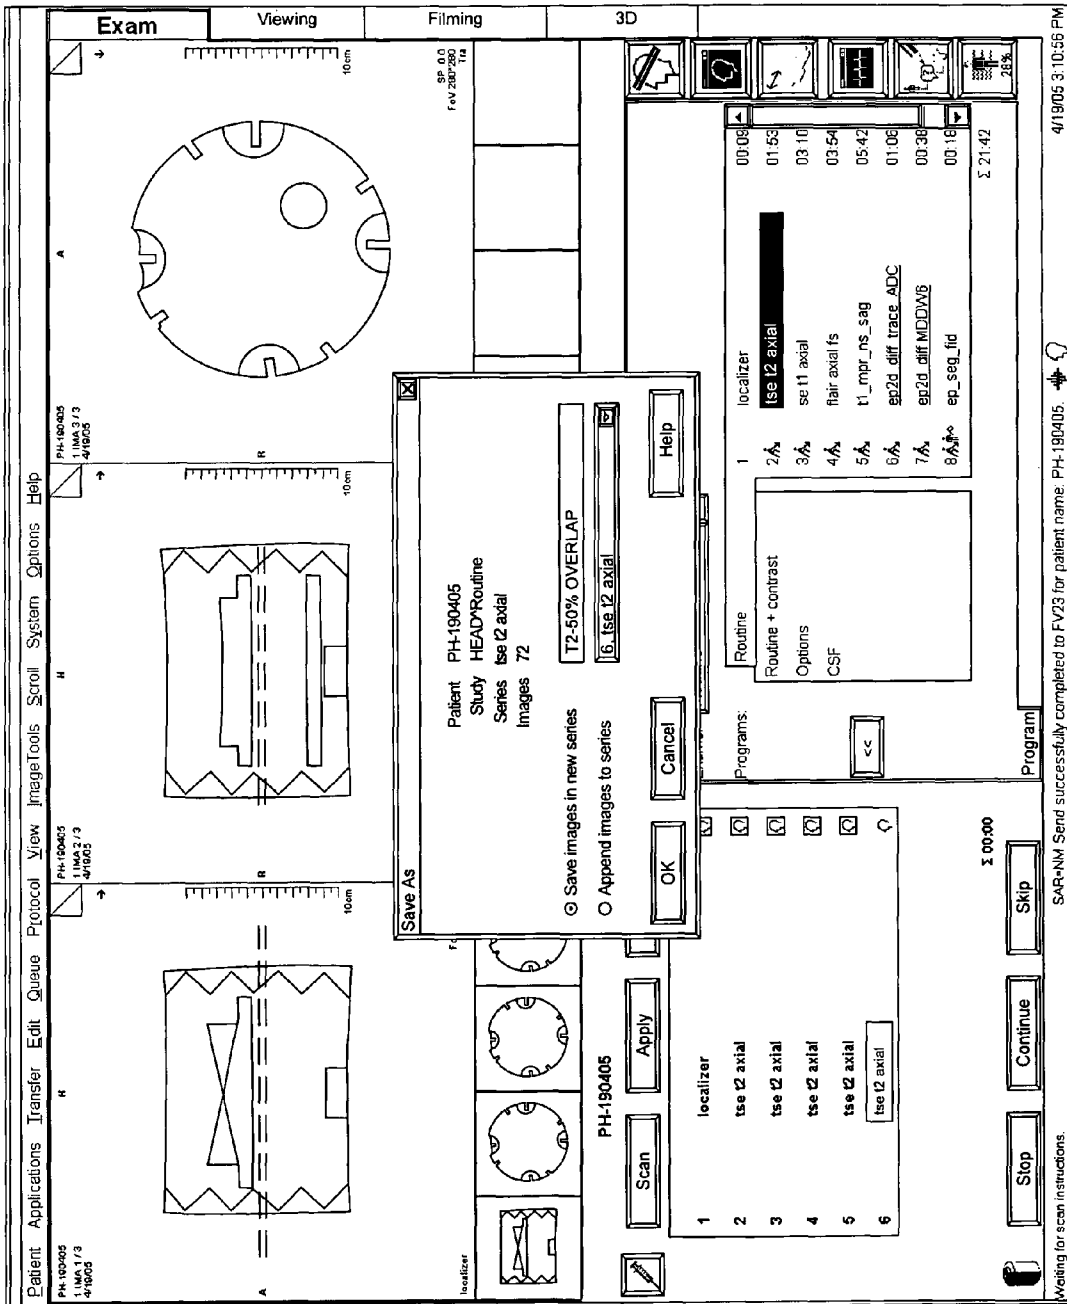 Patient Applications Transfer Edit Queue Protocol View ImageTools Scroll System Options Help
PH-190405
1 IMA 1 / 3
4/19/05
H
A
10cm
localizer
PH-190405
1 IMA 2 / 3
4/19/05
H
R
10cm
PH-190405
1 IMA 3 / 3
4/19/05
A
R
10cm
SP 0.0
FoV 280*280
Tra
Exam
Viewing
Filming
3D
Save As
Patient PH-190405
Study HEAD^Routine
Series tse t2 axial
Images 72
Save images in new series
T2-50% OVERLAP
Append images to series
6, tse t2 axial
OK
Cancel
Help
PH-190405
Scan
Apply
1 localizer
2 tse t2 axial
3 tse t2 axial
4 tse t2 axial
5 tse t2 axial
6 tse t2 axial
Σ 00:00
Stop
Continue
Skip
Programs:
<<
Routine
Routine + contrast
Options
CSF
1 localizer 00:09
2 tse t2 axial 01:53
3 se t1 axial 03:10
4 flair axial fs 03:54
5 t1_mpr_ns_sag 05:42
6 ep2d_diff_trace_ADC 01:06
7 ep2d_diff MDDW6 00:38
8 ep_seg_fid 00:18
Σ 21:42
Program
28%
Waiting for scan instructions.
SAR=NM Send successfully completed to FV23 for patient name: PH-190405.
4/19/05 3:10:56 PM